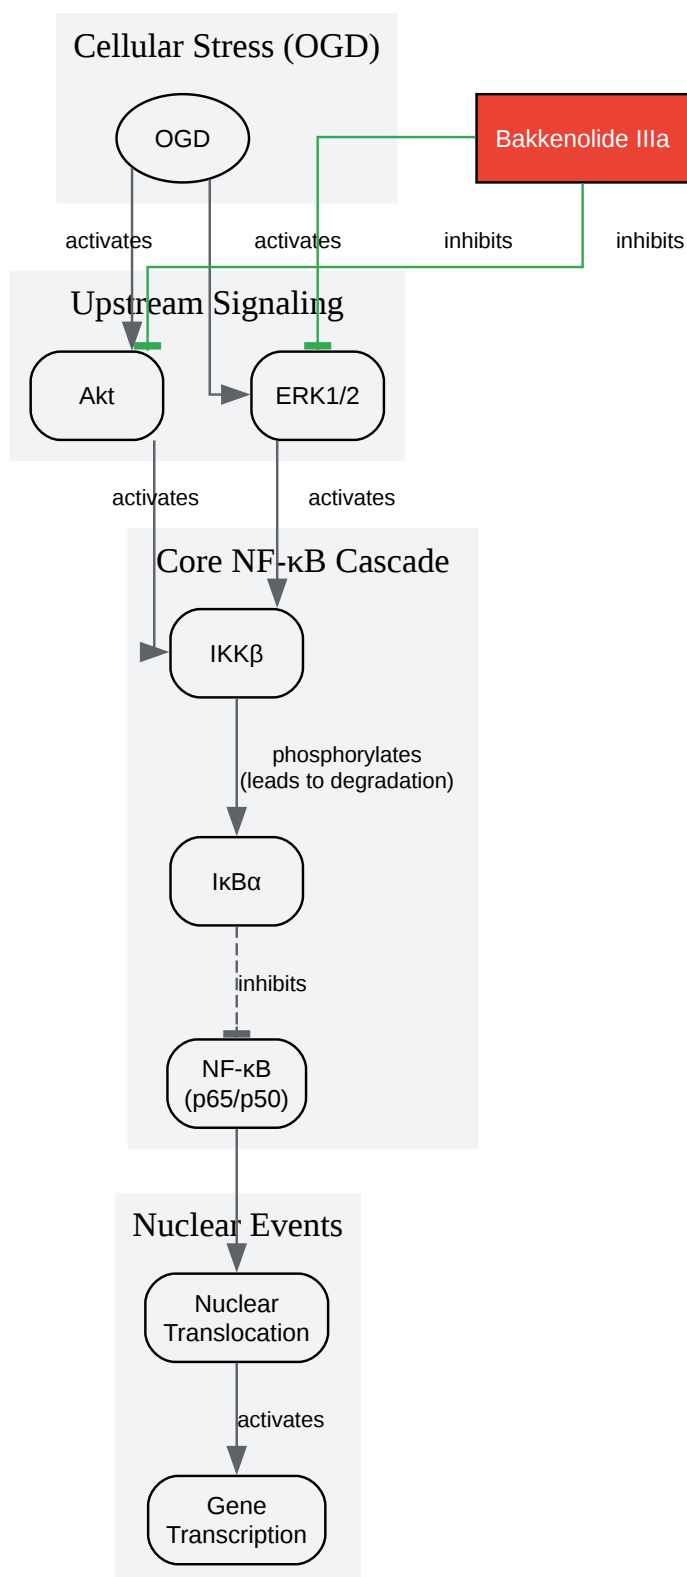 Cellular Stress (OGD)
OGD
Bakkenolide IIIa
activates
activates
inhibits
inhibits
Upstream Signaling
Akt
ERK1/2
activates
activates
Core NF-κB Cascade
IKKβ
phosphorylates
(leads to degradation)
IκBα
inhibits
NF-κB
(p65/p50)
Nuclear Events
Nuclear
Translocation
activates
Gene
Transcription